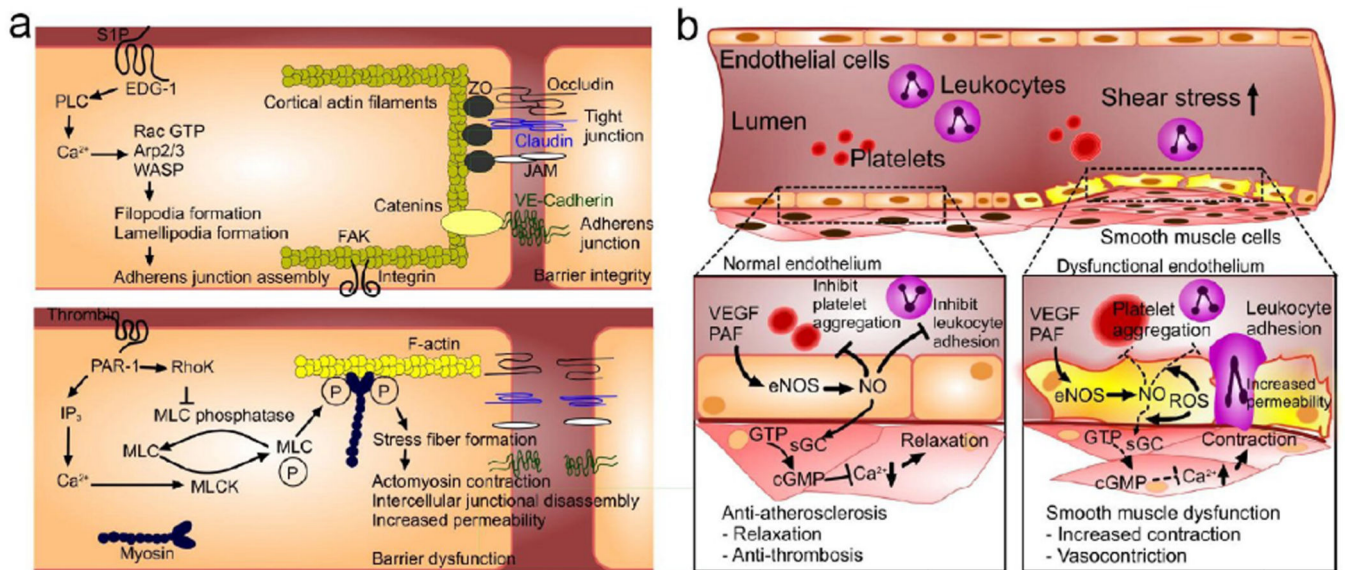 a
S1P
EDG-1
PLC
Ca²⁺
Rac GTP
Arp2/3
WASP
Filopodia formation
Lamellipodia formation
Adherens junction assembly
Cortical actin filaments
ZO
Occludin
Tight
junction
Claudin
JAM
Catenins
VE-Cadherin
Adherens
junction
FAK
Integrin
Barrier integrity
Thrombin
PAR-1
RhoK
IP₃
MLC phosphatase
MLC
MLC
P
Ca²⁺
MLCK
Myosin
F-actin
P
P
Stress fiber formation
Actomyosin contraction
Intercellular junctional disassembly
Increased permeability
Barrier dysfunction
b
Endothelial cells
Leukocytes
Shear stress
Lumen
Platelets
Smooth muscle cells
Normal endothelium
VEGF
PAF
Inhibit
platelet
aggregation
Inhibit
leukocyte
adhesion
eNOS
NO
GTP
sGC
cGMP
Ca²⁺
Relaxation
Anti-atherosclerosis
- Relaxation
- Anti-thrombosis
Dysfunctional endothelium
VEGF
PAF
Platelet
aggregation
Leukocyte
adhesion
eNOS
NO
ROS
Increased
permeability
GTP
sGC
cGMP
Ca²⁺
Contraction
Smooth muscle dysfunction
- Increased contraction
- Vasocontriction